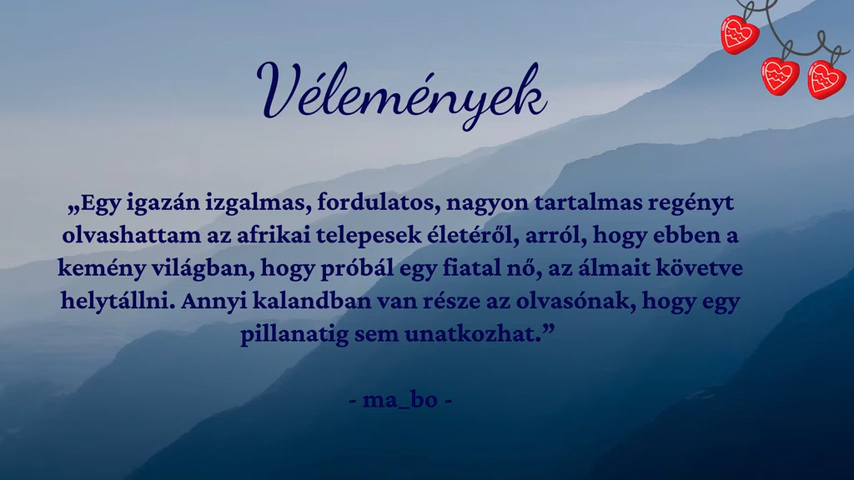 Vélemények
„Egy igazán izgalmas, fordulatos, nagyon tartalmas regényt
olvashattam az afrikai telepesek életéről, arról, hogy ebben a
kemény világban, hogy próbál egy fiatal nő, az álmait követve
helytállni. Annyi kalandban van része az olvasónak, hogy egy
pillanatig sem unatkozhat.”
- ma_bo -